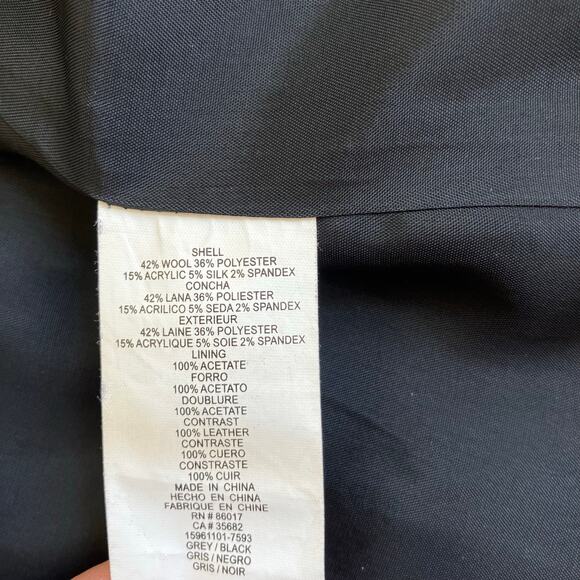 SHELL
42% WOOL 36% POLYESTER
15% ACRYLIC 5% SILK 2% SPANDEX
CONCHA
42% LANA 36% POLIESTER
15% ACRILICO 5% SEDA 2% SPANDEX
EXTERIEUR
42% LAINE 36% POLYESTER
15% ACRYLIQUE 5% SOIE 2% SPANDEX
LINING
100% ACETATE
FORRO
100% ACETATO
DOUBLURE
100% ACETATE
CONTRAST
100% LEATHER
CONTRASTE
100% CUERO
CONSTRASTE
100% CUIR
MADE IN CHINA
HECHO EN CHINA
FABRIQUE EN CHINE
RN # 86017
CA # 35682
15961101-7593
GREY / BLACK
GRIS / NEGRO
GRIS / NOIR